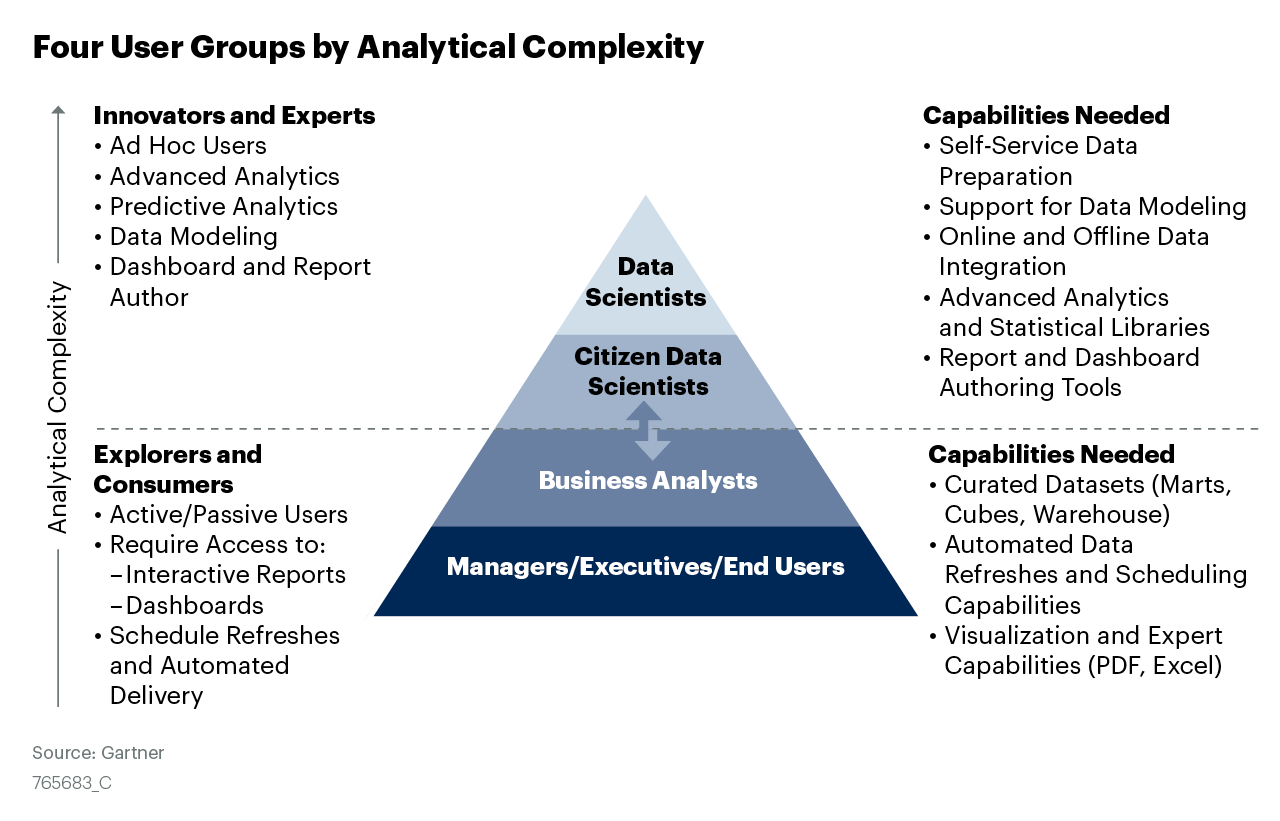 Four User Groups by Analytical Complexity
Analytical Complexity
Innovators and Experts
• Ad Hoc Users
• Advanced Analytics
• Predictive Analytics
• Data Modeling
• Dashboard and Report
Author
Explorers and
Consumers
• Active/Passive Users
• Require Access to:
– Interactive Reports
– Dashboards
• Schedule Refreshes
and Automated
Delivery
Data
Scientists
Citizen Data
Scientists
Business Analysts
Managers/Executives/End Users
Capabilities Needed
• Self-Service Data
Preparation
• Support for Data Modeling
• Online and Offline Data
Integration
• Advanced Analytics
and Statistical Libraries
• Report and Dashboard
Authoring Tools
Capabilities Needed
• Curated Datasets (Marts,
Cubes, Warehouse)
• Automated Data
Refreshes and Scheduling
Capabilities
• Visualization and Expert
Capabilities (PDF, Excel)
Source: Gartner
765683_C